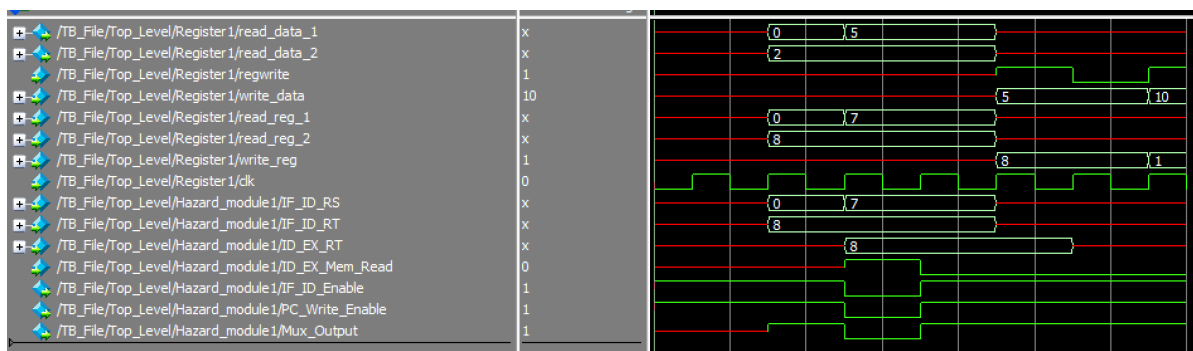 /TB_File/Top_Level/Register1/read_data_1 x 0 5
/TB_File/Top_Level/Register1/read_data_2 x 2
/TB_File/Top_Level/Register1/regwrite 1
/TB_File/Top_Level/Register1/write_data 10 5 10
/TB_File/Top_Level/Register1/read_reg_1 x 0 7
/TB_File/Top_Level/Register1/read_reg_2 x 8
/TB_File/Top_Level/Register1/write_reg 1 8 1
/TB_File/Top_Level/Register1/clk 0
/TB_File/Top_Level/Hazard_module1/IF_ID_RS x 0 7
/TB_File/Top_Level/Hazard_module1/IF_ID_RT x 8
/TB_File/Top_Level/Hazard_module1/ID_EX_RT x 8
/TB_File/Top_Level/Hazard_module1/ID_EX_Mem_Read 0
/TB_File/Top_Level/Hazard_module1/IF_ID_Enable 1
/TB_File/Top_Level/Hazard_module1/PC_Write_Enable 1
/TB_File/Top_Level/Hazard_module1/Mux_Output 1